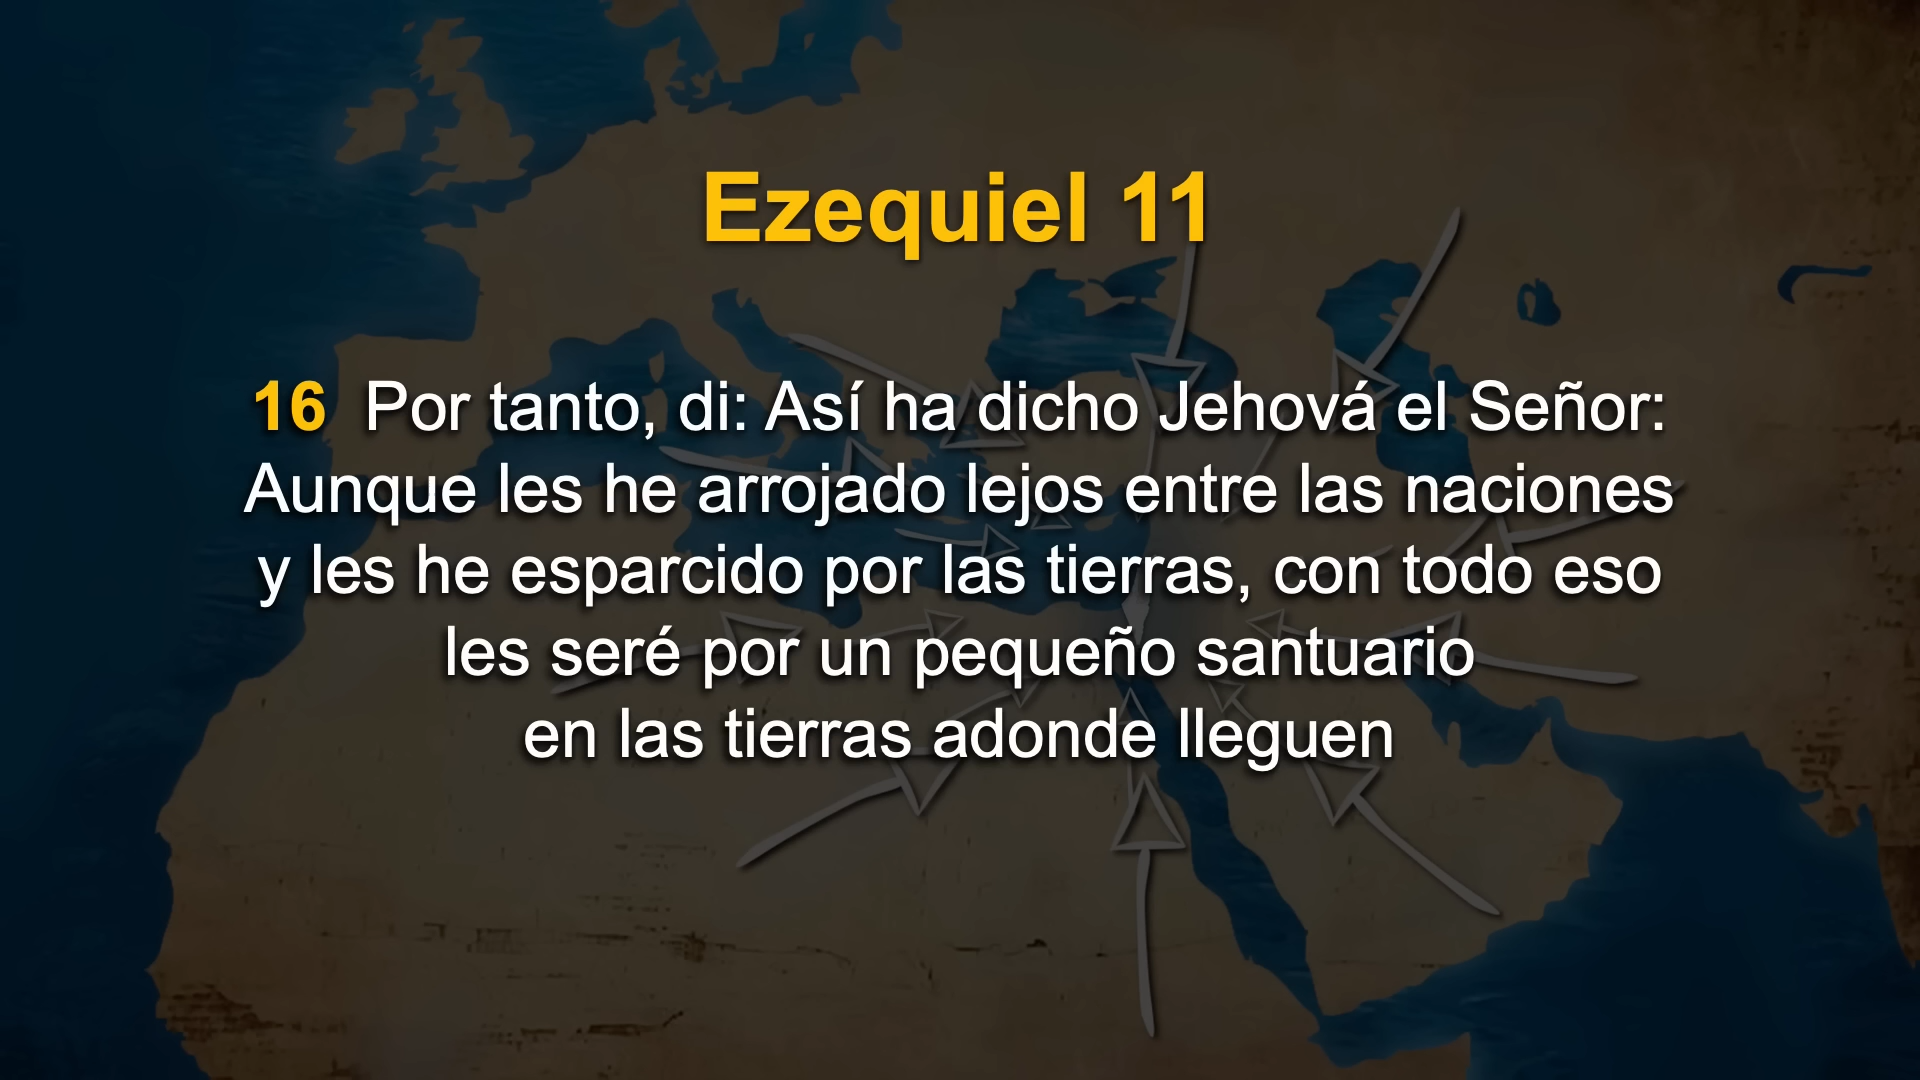 Ezequiel 11
16 Por tanto, di: Así ha dicho Jehová el Señor:
Aunque les he arrojado lejos entre las naciones
y les he esparcido por las tierras, con todo eso
les seré por un pequeño santuario
en las tierras adonde lleguen